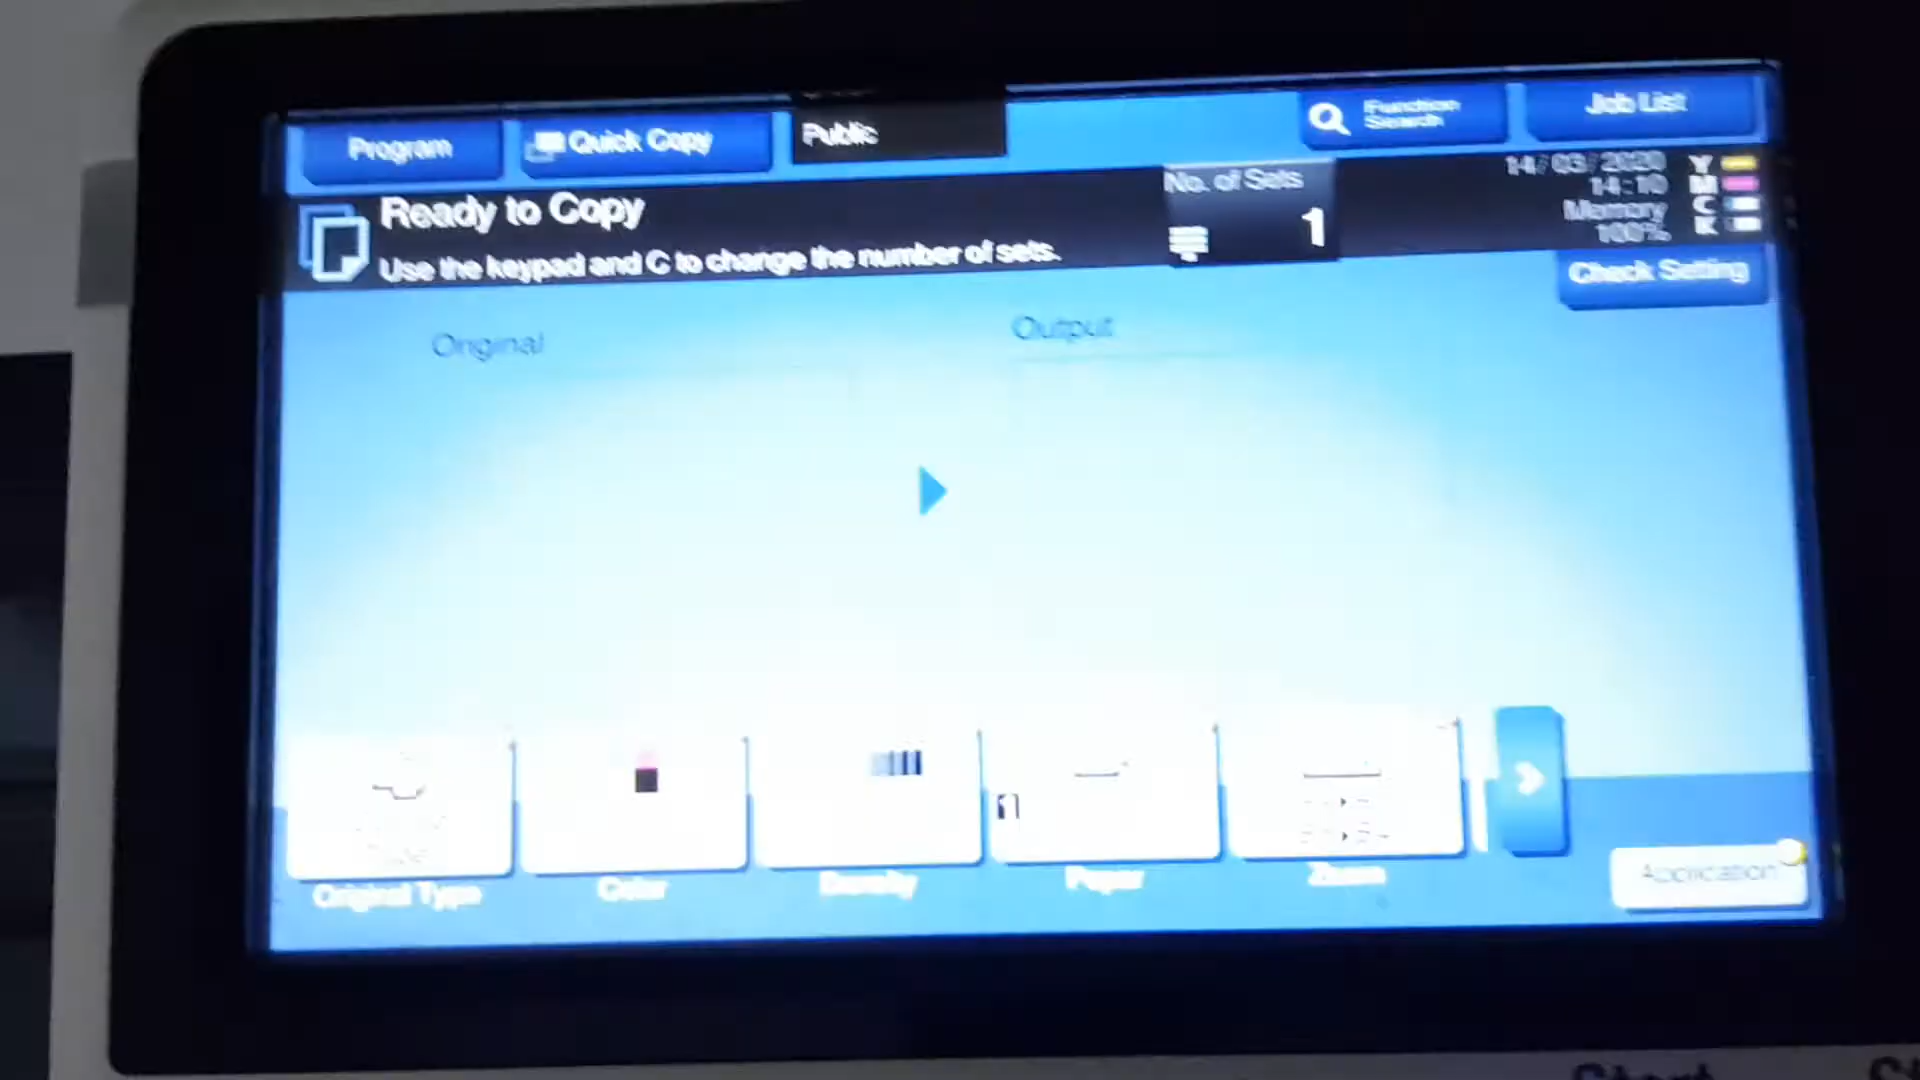 Program
Quick Copy
Public
Function
Search
Job List
Ready to Copy
Use the keypad and C to change the number of sets.
No. of Sets
1
14/03/2020
14:10
Memory
100%
Y
M
C
K
Check Setting
Original
Output
1
Original Type
Color
Density
Paper
Zoom
Application
Start